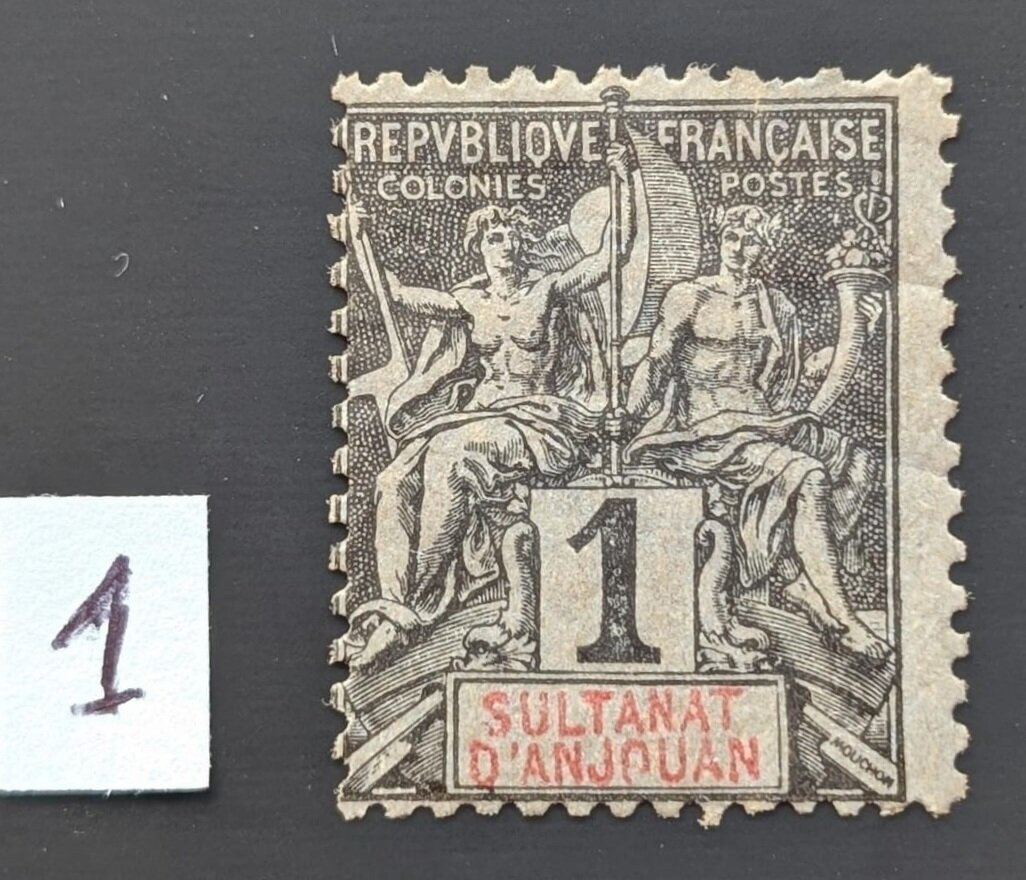 REPVBLIQVE FRANÇAISE
COLONIES POSTES
1
SULTANAT
D'ANJOUAN
MOUCHON
1